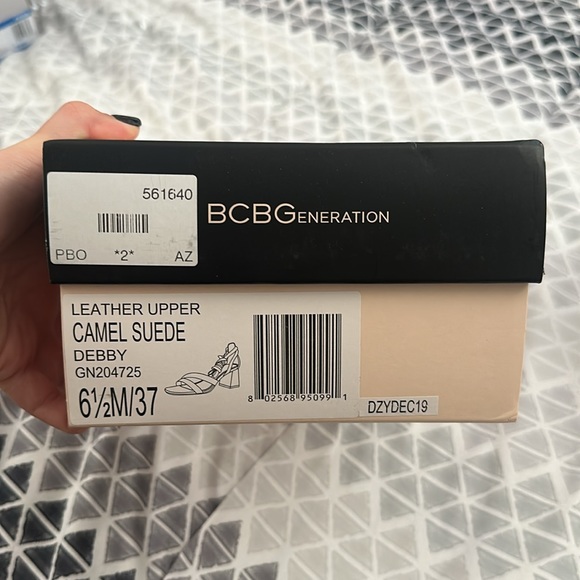 561640
PBO *2* AZ
BCBGENERATION
LEATHER UPPER
CAMEL SUEDE
DEBBY
GN204725
6½M/37
8 02568 95099 1
DZYDEC19